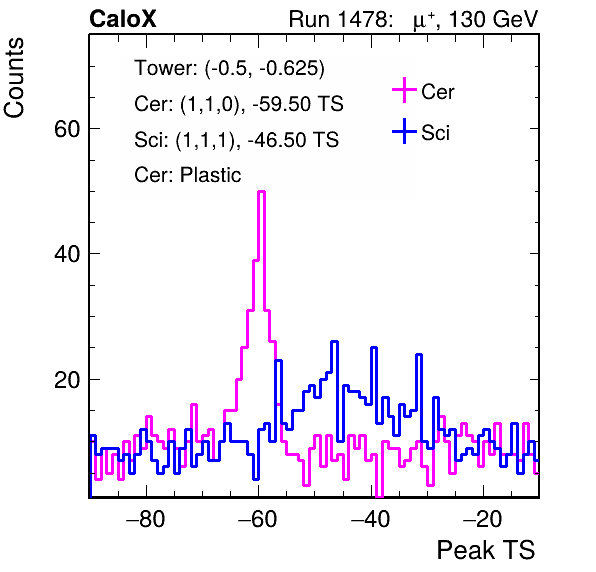 CaloX Run 1478: μ⁺, 130 GeV
Counts
Tower: (-0.5, -0.625)
Cer: (1,1,0), -59.50 TS
Sci: (1,1,1), -46.50 TS
Cer: Plastic
Cer
Sci
60
40
20
−80 −60 −40 −20
Peak TS